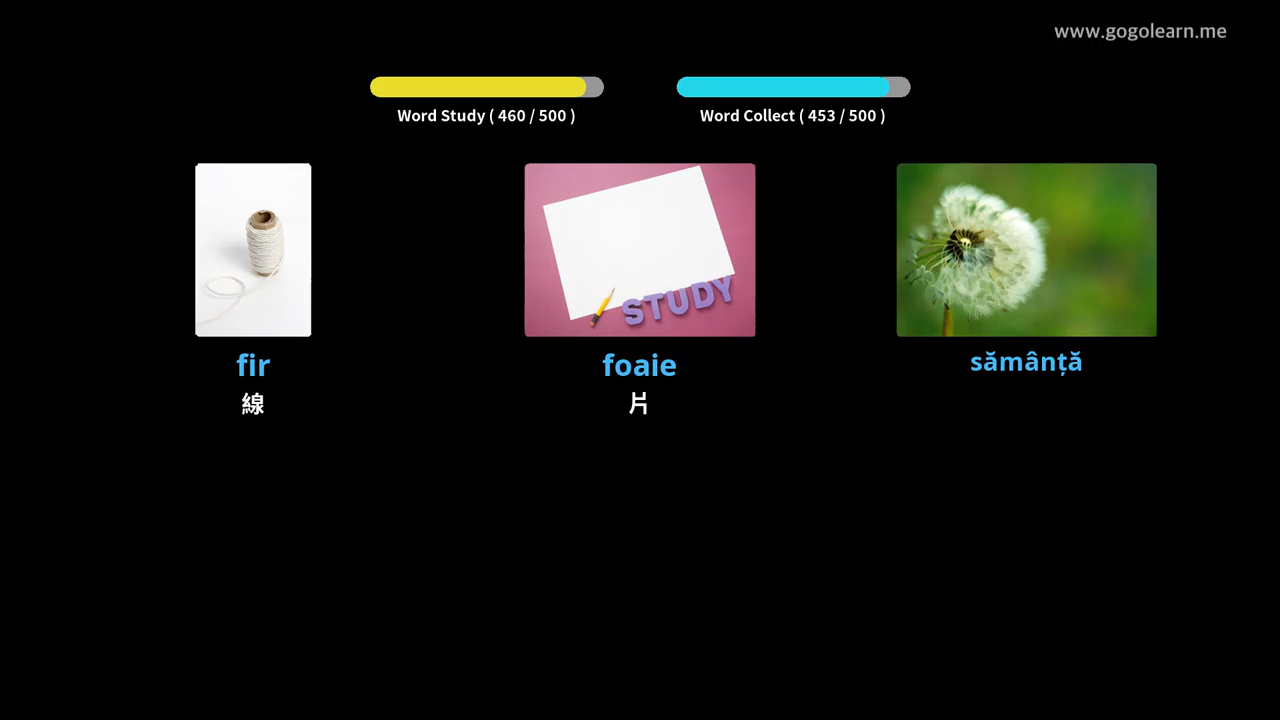 www.gogolearn.me
Word Study ( 460 / 500 )
Word Collect ( 453 / 500 )
STUDY
fir
foaie
sămânță
線
片